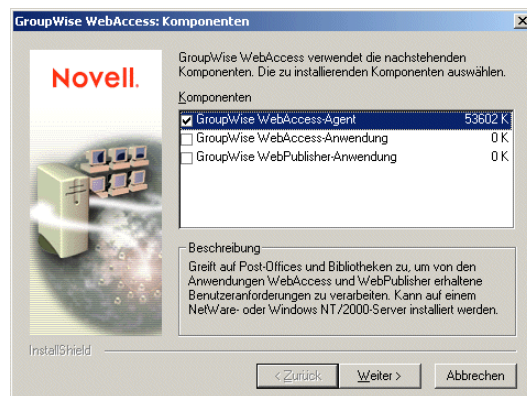 GroupWise WebAccess: Komponenten
Novell.
GroupWise WebAccess verwendet die nachstehenden
Komponenten. Die zu installierenden Komponenten auswählen.
Komponenten
GroupWise WebAccess-Agent 53602 K
GroupWise WebAccess-Anwendung 0 K
GroupWise WebPublisher-Anwendung 0 K
Beschreibung
Greift auf Post-Offices und Bibliotheken zu, um von den
Anwendungen WebAccess und WebPublisher erhaltene
Benutzeranforderungen zu verarbeiten. Kann auf einem
NetWare- oder Windows NT/2000-Server installiert werden.
InstallShield
< Zurück Weiter > Abbrechen